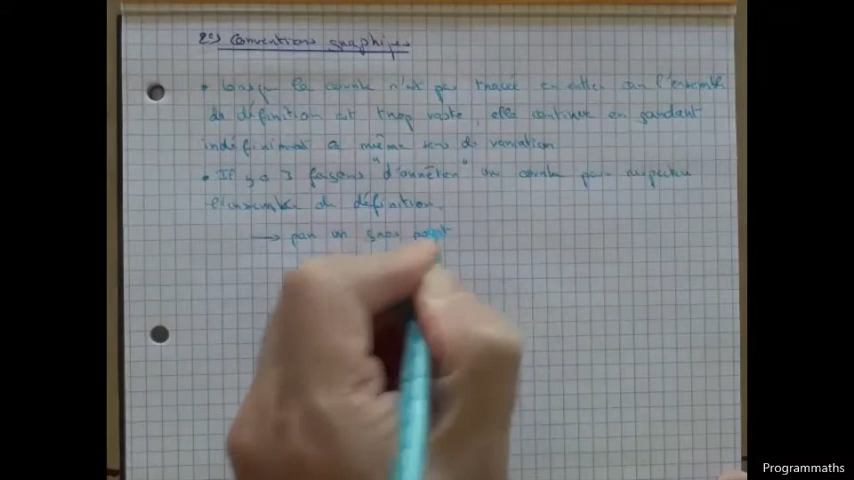 2°) Conventions graphiques
• Lorsque la courbe n'est pas tracée en entier car l'ensemble
de définition est trop vaste, elle continue en gardant
indéfiniment ce même sens de variation
• Il y a 3 façons "d'arrêter" une courbe pour respecter
l'ensemble de définition.
→ par un gros point
Programmaths